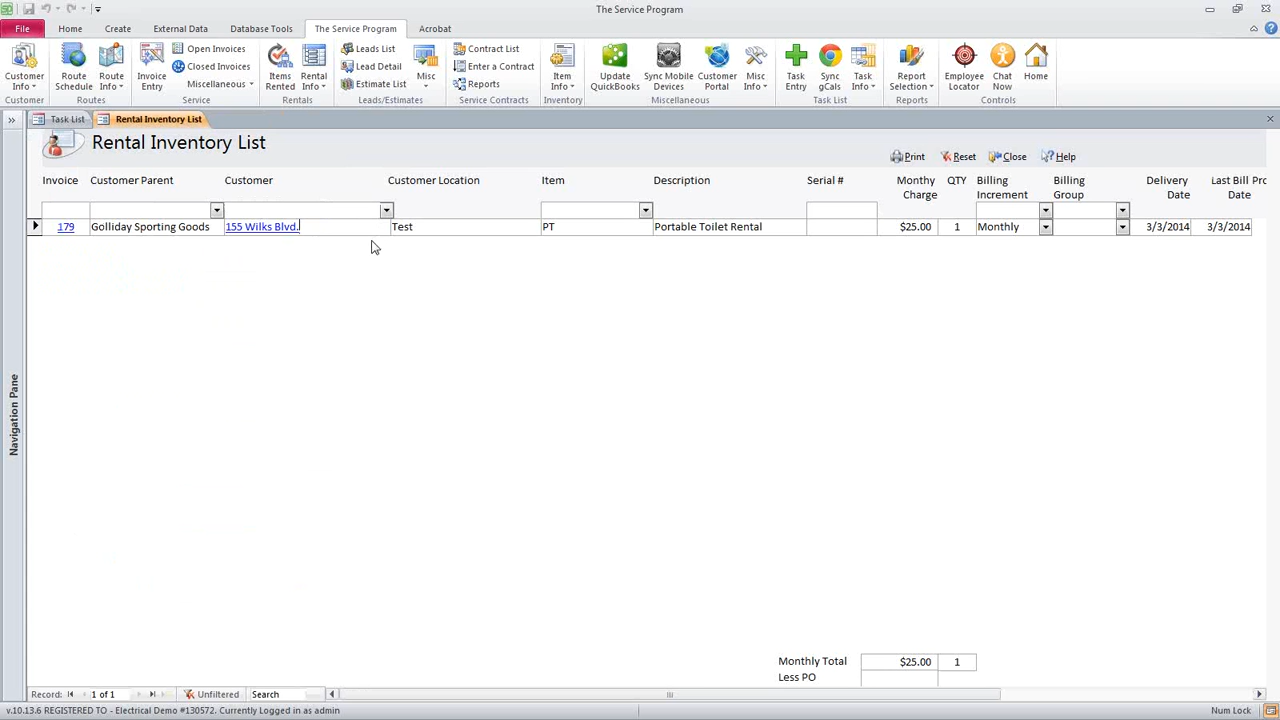 The Service Program
File Home Create External Data Database Tools The Service Program Acrobat
Customer Info
Customer
Route Schedule
Route Info
Routes
Invoice Entry
Open Invoices
Closed Invoices
Miscellaneous
Service
Items Rented
Rental Info
Rentals
Leads List
Lead Detail
Estimate List
Misc
Leads/Estimates
Contract List
Enter a Contract
Reports
Service Contracts
Item Info
Inventory
Update QuickBooks
Sync Mobile Devices
Customer Portal
Misc Info
Miscellaneous
Task Entry
Sync gCals
Task Info
Task List
Report Selection
Reports
Employee Locator
Chat Now
Home
Controls
Task List Rental Inventory List
Rental Inventory List
Print Reset Close Help
Invoice Customer Parent Customer Customer Location Item Description Serial # Monthy Charge QTY Billing Increment Billing Group Delivery Date Last Bill Date Pro
179 Golliday Sporting Goods 155 Wilks Blvd. Test PT Portable Toilet Rental $25.00 1 Monthly 3/3/2014 3/3/2014
Navigation Pane
Monthly Total $25.00 1
Less PO
Record: 1 of 1 Unfiltered Search
v.10.13.6 REGISTERED TO - Electrical Demo #130572. Currently Logged in as admin Num Lock